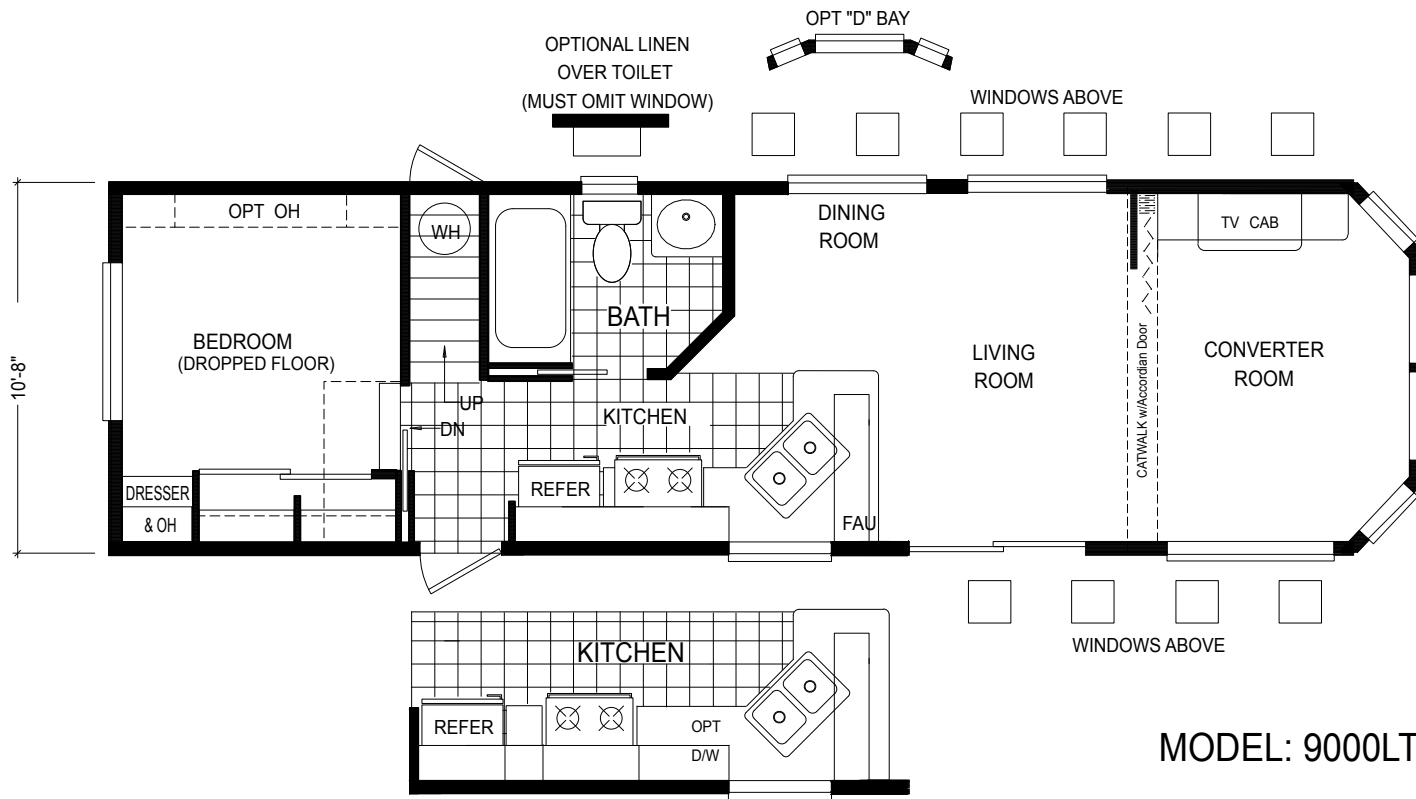 OPT "D" BAY
OPTIONAL LINEN
OVER TOILET
(MUST OMIT WINDOW)
WINDOWS ABOVE
10'-8"
OPT OH
WH
BEDROOM
(DROPPED FLOOR)
DRESSER
& OH
UP
DN
BATH
KITCHEN
REFER
FAU
DINING
ROOM
LIVING
ROOM
CATWALK w/Accordian Door
TV CAB
CONVERTER
ROOM
WINDOWS ABOVE
KITCHEN
REFER
OPT
D/W
MODEL: 9000LT